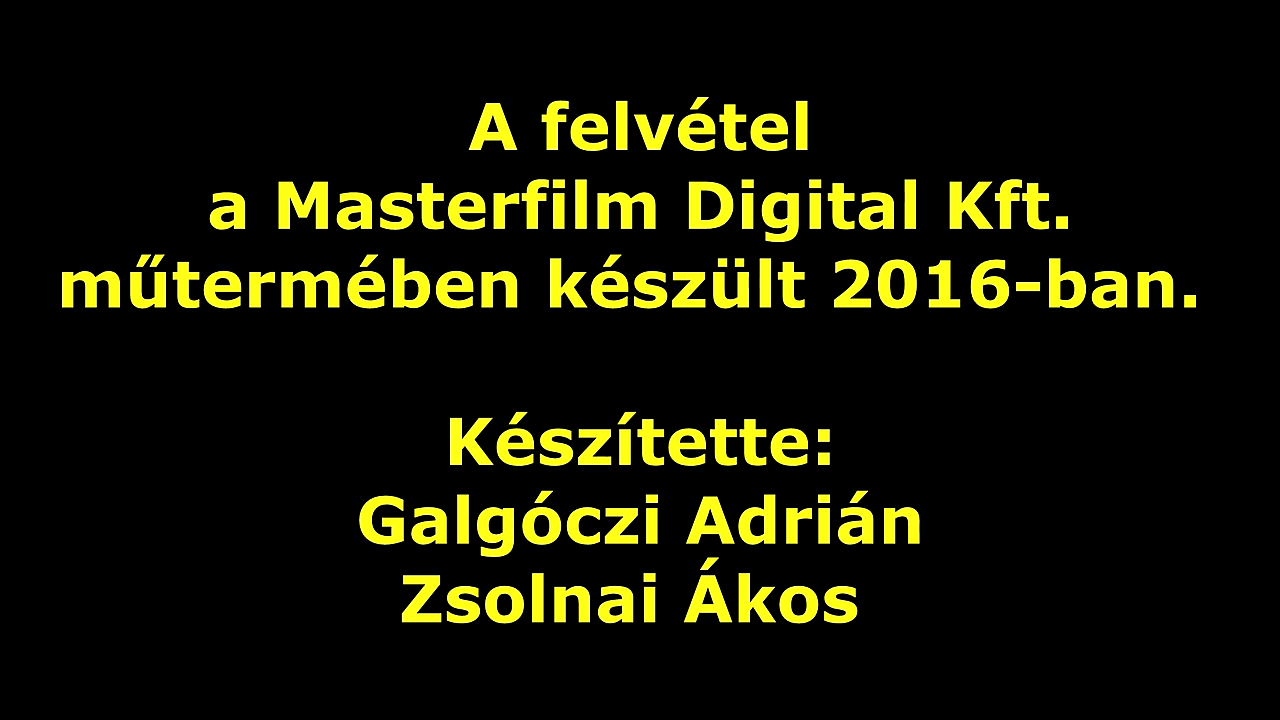 A felvétel
a Masterfilm Digital Kft.
műtermében készült 2016-ban.
Készítette:
Galgóczi Adrián
Zsolnai Ákos